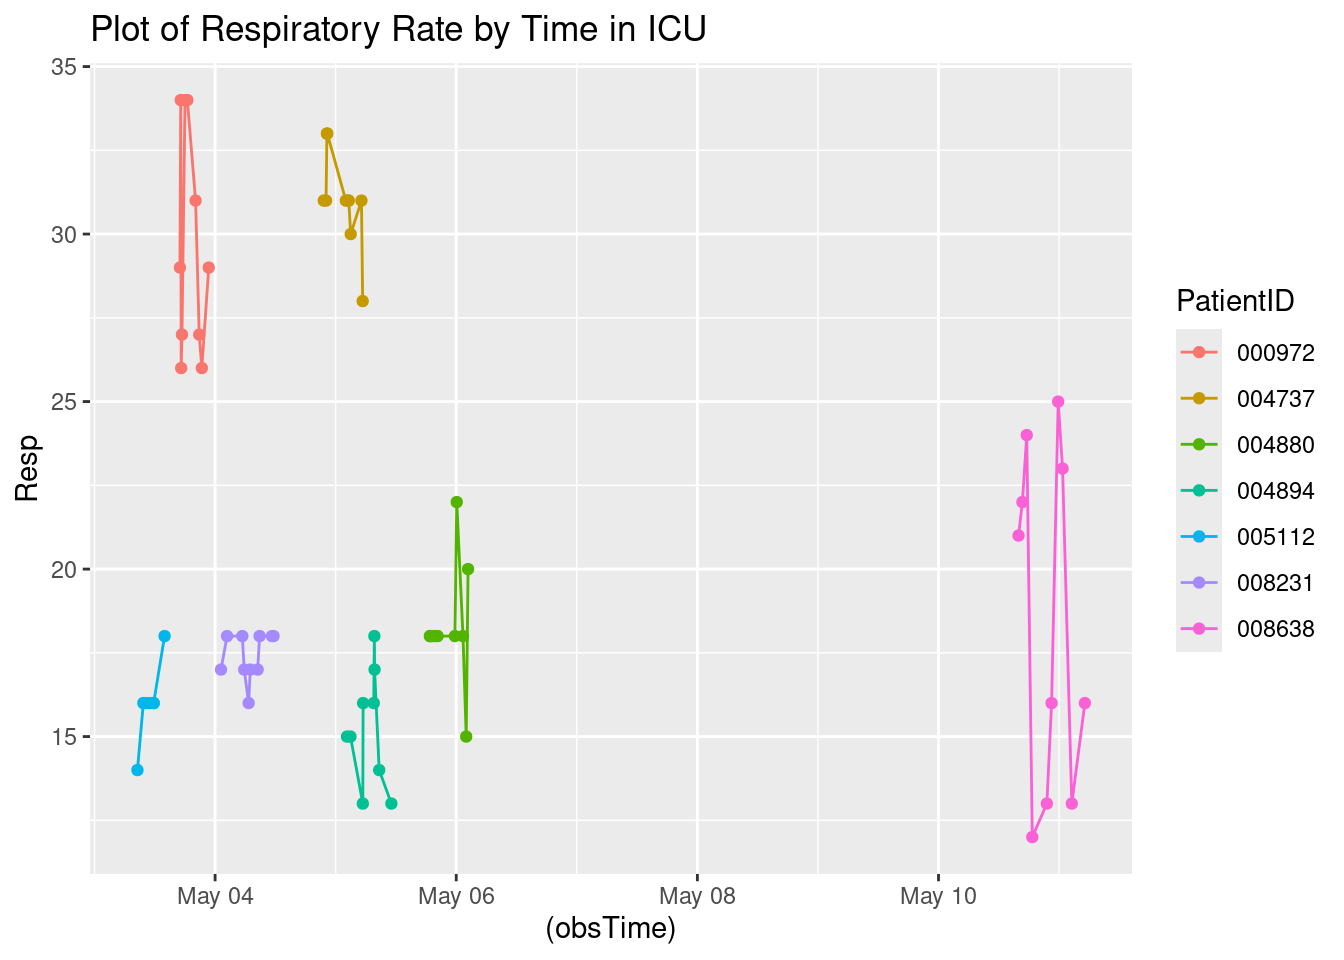 Plot of Respiratory Rate by Time in ICU
35
30
25
20
15
Resp
May 04
May 06
May 08
May 10
(obsTime)
PatientID
000972
004737
004880
004894
005112
008231
008638